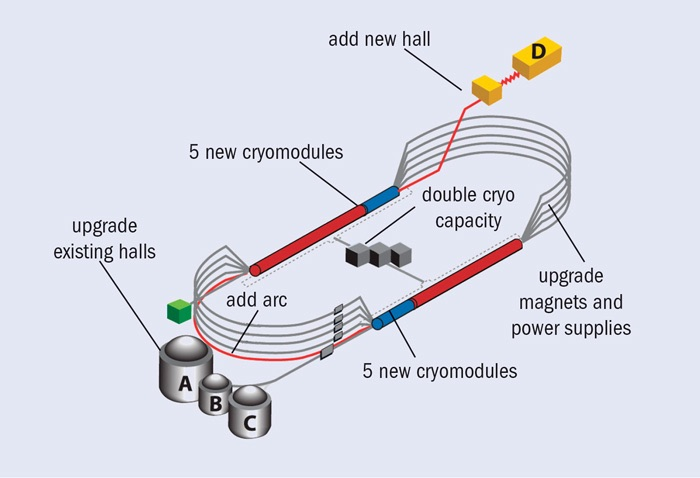 add new hall
D
5 new cryomodules
double cryo
capacity
upgrade
existing halls
add arc
upgrade
magnets and
power supplies
5 new cryomodules
A
B
C